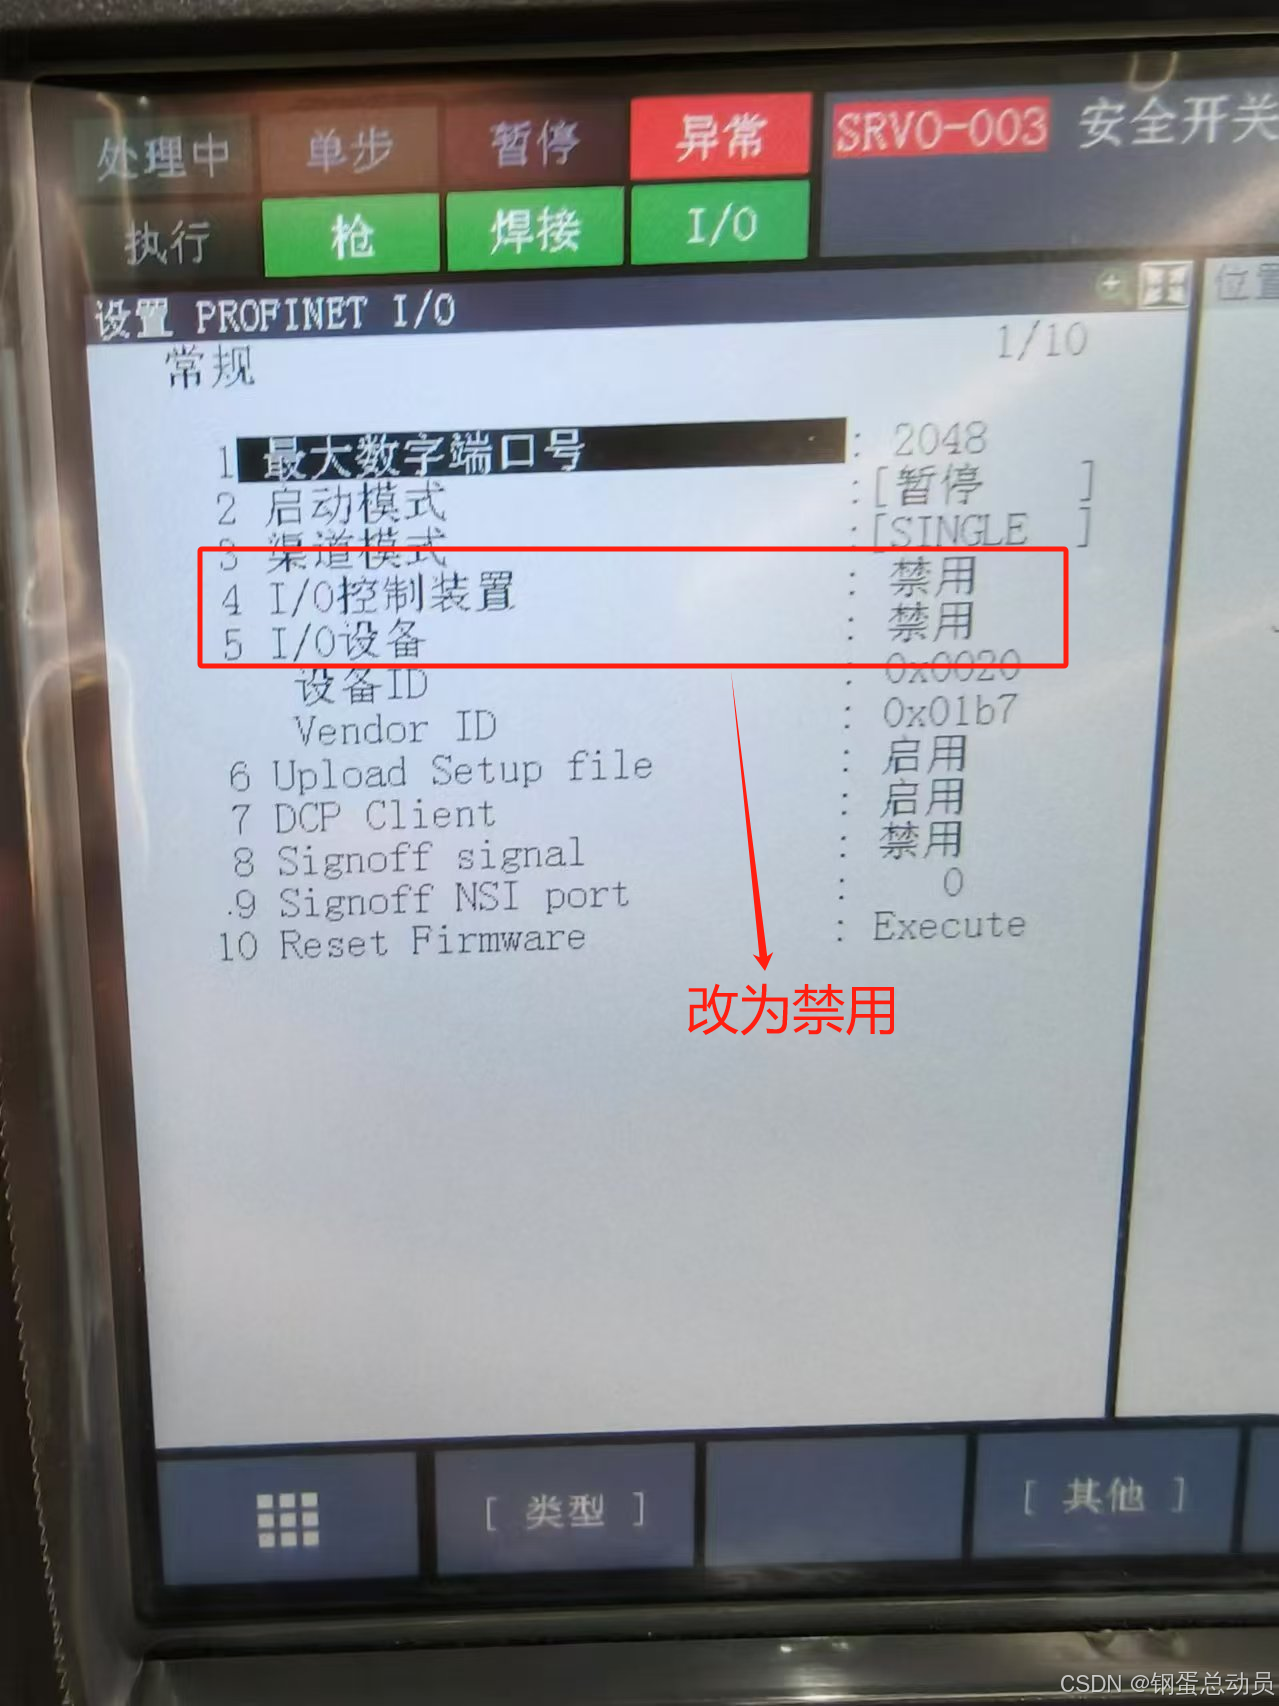 处理中 单步 暂停 异常 SRVO-003 安全开关
执行 枪 焊接 I/O
设置 PROFINET I/O 位置
常规 1/10
1 最大数字端口号 : 2048
2 启动模式 :[暂停 ]
3 渠道模式 :[SINGLE ]
4 I/O控制装置 : 禁用
5 I/O设备 : 禁用
设备ID : 0x0020
Vendor ID : 0x01b7
6 Upload Setup file : 启用
7 DCP Client : 启用
8 Signoff signal : 禁用
9 Signoff NSI port : 0
10 Reset Firmware : Execute
改为禁用
[ 类型 ] [ 其他 ]
CSDN @钢蛋总动员